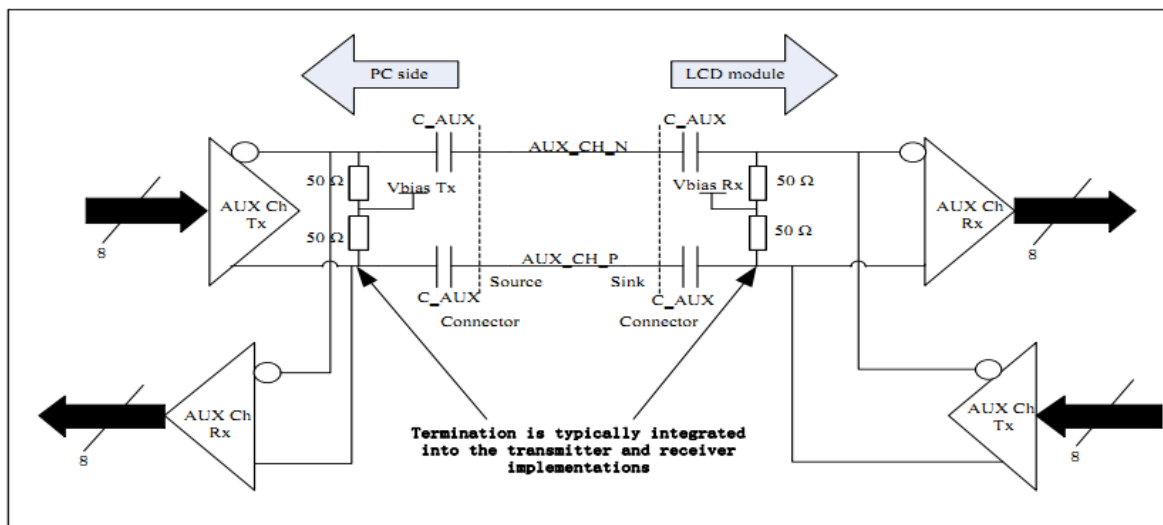 PC side
LCD module
C_AUX
C_AUX
AUX_CH_N
50 Ω
Vbias Tx
Vbias Rx
50 Ω
AUX Ch
Tx
AUX Ch
Rx
8
8
50 Ω
50 Ω
AUX_CH_P
C_AUX
Source
Sink
C_AUX
Connector
Connector
AUX Ch
Rx
AUX Ch
Tx
8
8
Termination is typically integrated
into the transmitter and receiver
implementations